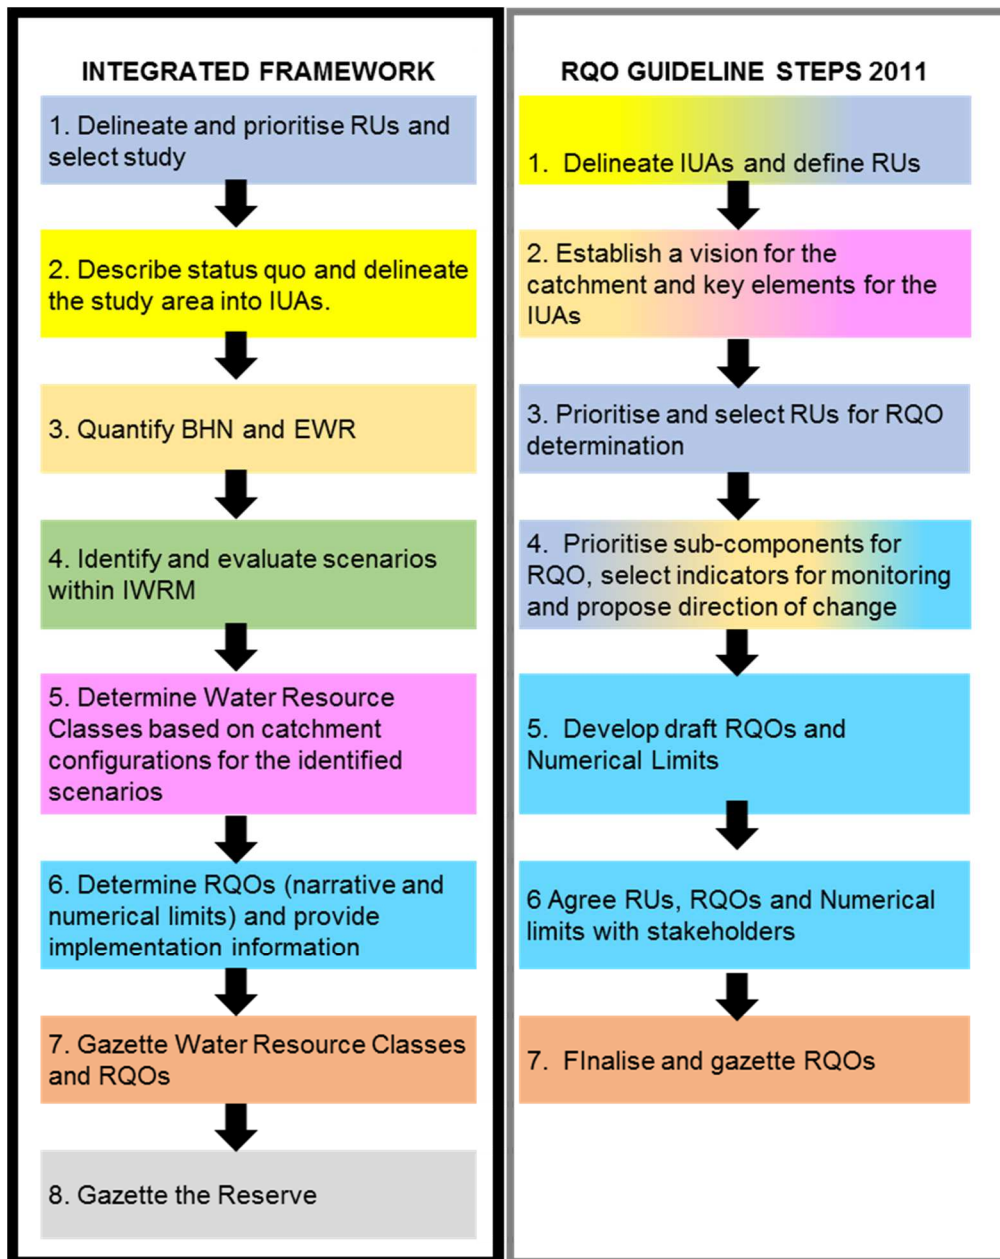 INTEGRATED FRAMEWORK
1. Delineate and prioritise RUs and
select study
2. Describe status quo and delineate
the study area into IUAs.
3. Quantify BHN and EWR
4. Identify and evaluate scenarios
within IWRM
5. Determine Water Resource
Classes based on catchment
configurations for the identified
scenarios
6. Determine RQOs (narrative and
numerical limits) and provide
implementation information
7. Gazette Water Resource Classes
and RQOs
8. Gazette the Reserve
RQO GUIDELINE STEPS 2011
1. Delineate IUAs and define RUs
2. Establish a vision for the
catchment and key elements for the
IUAs
3. Prioritise and select RUs for RQO
determination
4. Prioritise sub-components for
RQO, select indicators for monitoring
and propose direction of change
5. Develop draft RQOs and
Numerical Limits
6 Agree RUs, RQOs and Numerical
limits with stakeholders
7. FInalise and gazette RQOs